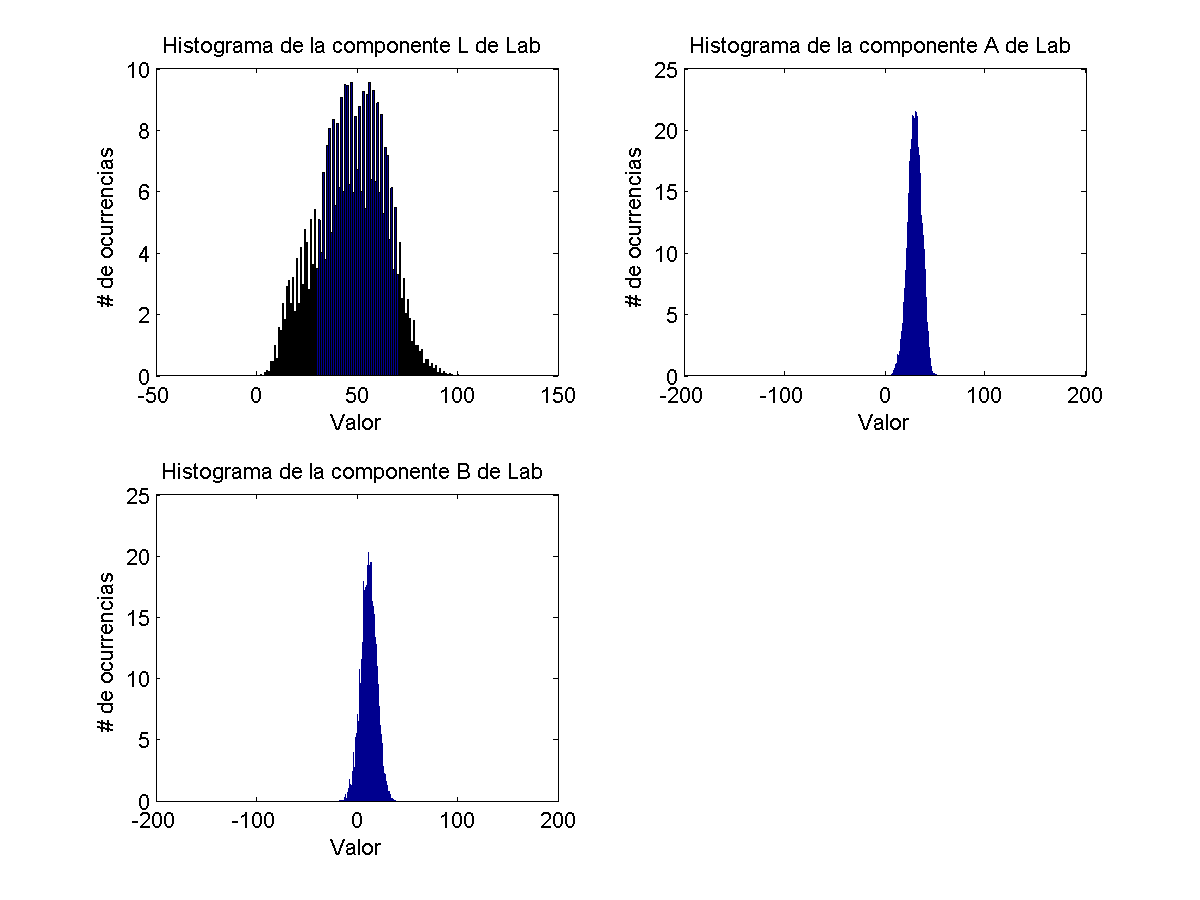 Histograma de la componente L de Lab
10
8
6
4
2
0
-50 0 50 100 150
Valor
# de ocurrencias
Histograma de la componente A de Lab
25
20
15
10
5
0
-200 -100 0 100 200
Valor
# de ocurrencias
Histograma de la componente B de Lab
25
20
15
10
5
0
-200 -100 0 100 200
Valor
# de ocurrencias